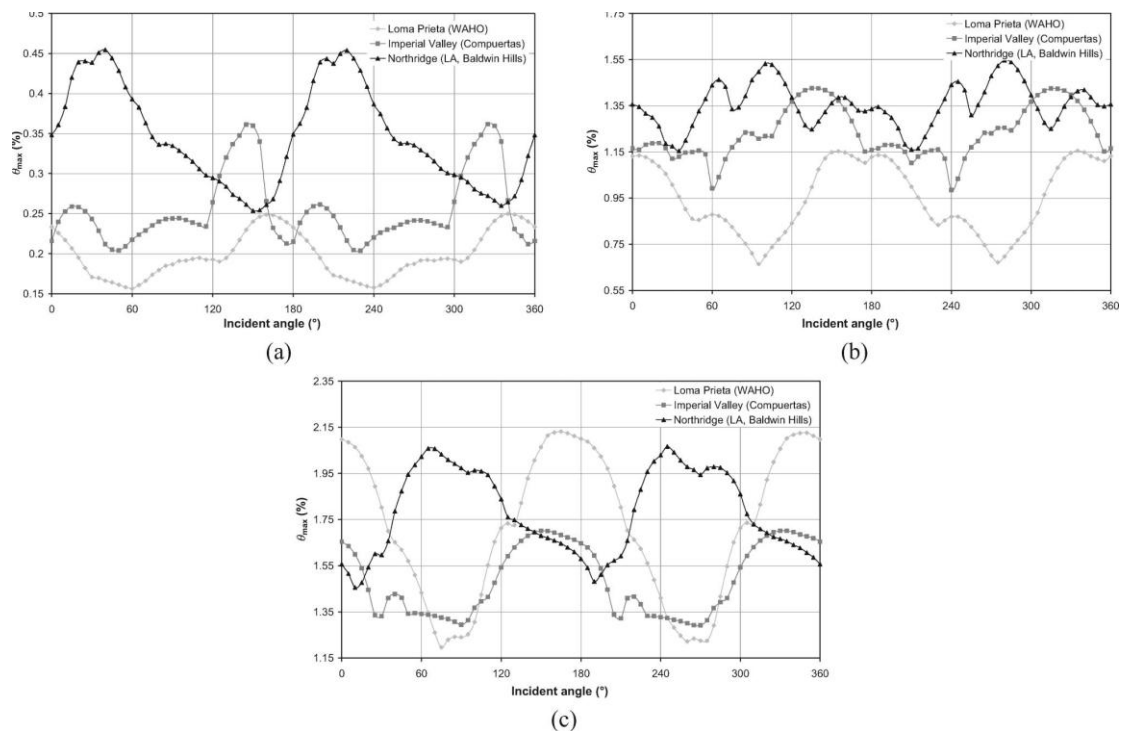 0.5
0.45
0.4
0.35
0.3
0.25
0.2
0.15
θmax (%)
0 60 120 180 240 300 360
Incident angle (°)
Loma Prieta (WAHO)
Imperial Valley (Compuertas)
Northridge (LA, Baldwin Hills)
(a)
1.75
1.55
1.35
1.15
0.95
0.75
0.55
θmax (%)
0 60 120 180 240 300 360
Incident angle (°)
Loma Prieta (WAHO)
Imperial Valley (Compuertas)
Northridge (LA, Baldwin Hills)
(b)
2.35
2.15
1.95
1.75
1.55
1.35
1.15
θmax (%)
0 60 120 180 240 300 360
Incident angle (°)
Loma Prieta (WAHO)
Imperial Valley (Compuertas)
Northridge (LA, Baldwin Hills)
(c)